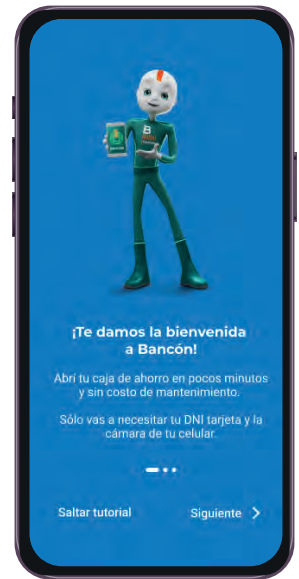 B
¡Te damos la bienvenida
a Bancón!
Abrí tu caja de ahorro en pocos minutos
y sin costo de mantenimiento.
Sólo vas a necesitar tu DNI tarjeta y la
cámara de tu celular.
Saltar tutorial
Siguiente >